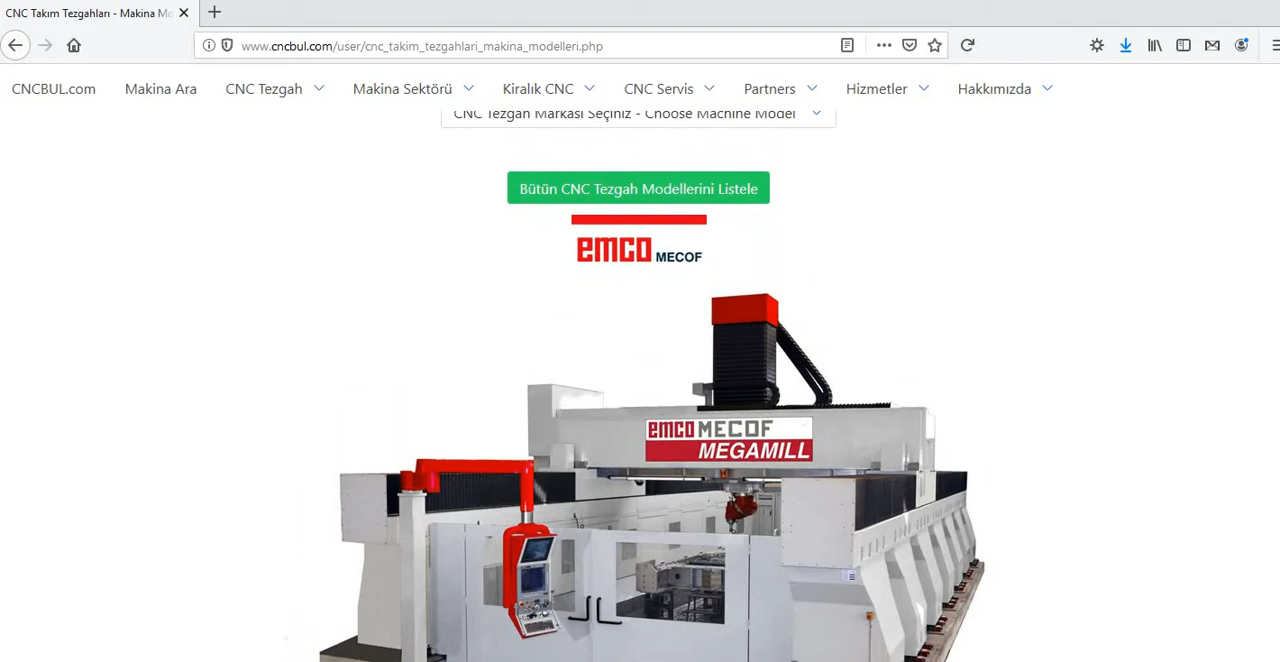 CNC Takım Tezgahları - Makina Mo
www.cncbul.com/user/cnc_takim_tezgahlari_makina_modelleri.php
CNCBUL.com Makina Ara CNC Tezgah Makina Sektörü Kiralık CNC CNC Servis Partners Hizmetler Hakkımızda
CNC Tezgah Markası Seçiniz - Choose Machine Model
Bütün CNC Tezgah Modellerini Listele
emco MECOF
emco MECOF
MEGAMILL